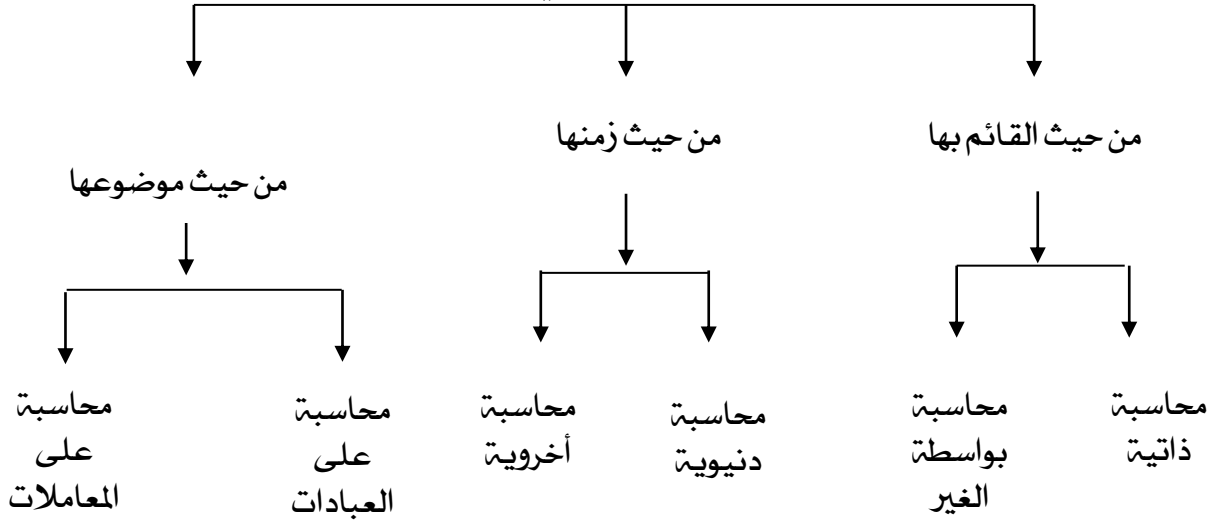 من حيث القائم بها
من حيث زمنها
من حيث موضوعها
محاسبة
ذاتية
محاسبة
بواسطة
الغير
محاسبة
دنيوية
محاسبة
أخروية
محاسبة
على
العبادات
محاسبة
على
المعاملات